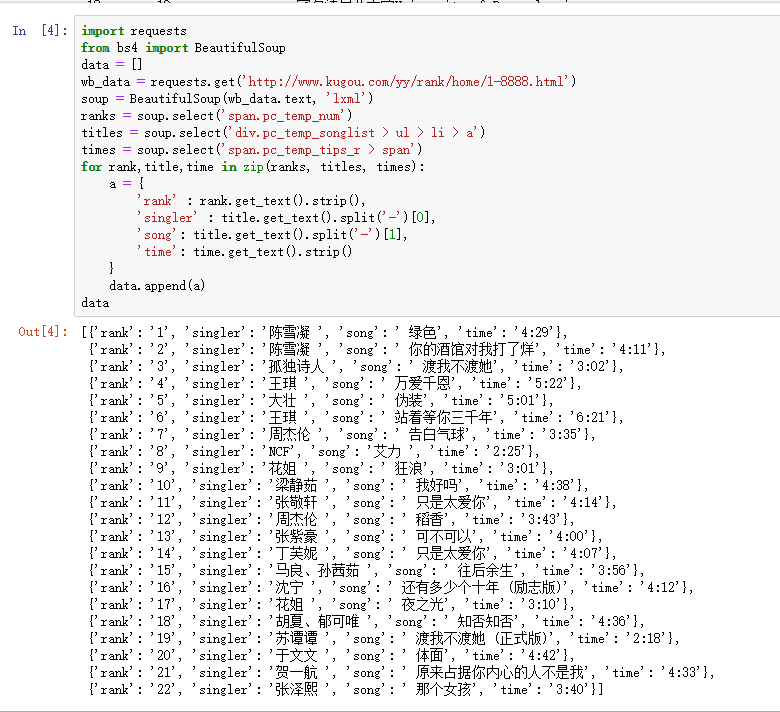 In [4]:
import requests
from bs4 import BeautifulSoup
data = []
wb_data = requests.get('http://www.kugou.com/yy/rank/home/1-8888.html')
soup = BeautifulSoup(wb_data.text, 'lxml')
ranks = soup.select('span.pc_temp_num')
titles = soup.select('div.pc_temp_songlist > ul > li > a')
times = soup.select('span.pc_temp_tips_r > span')
for rank,title,time in zip(ranks, titles, times):
    a = {
        'rank' : rank.get_text().strip(),
        'singler' : title.get_text().split('-')[0],
        'song': title.get_text().split('-')[1],
        'time': time.get_text().strip()
    }
    data.append(a)
data
Out[4]:
[{'rank': '1', 'singler': '陈雪凝 ', 'song': ' 绿色', 'time': '4:29'},
{'rank': '2', 'singler': '陈雪凝 ', 'song': ' 你的酒馆对我打了烊', 'time': '4:11'},
{'rank': '3', 'singler': '孤独诗人 ', 'song': ' 渡我不渡她', 'time': '3:02'},
{'rank': '4', 'singler': '王琪 ', 'song': ' 万爱千恩', 'time': '5:22'},
{'rank': '5', 'singler': '大壮 ', 'song': ' 伪装', 'time': '5:01'},
{'rank': '6', 'singler': '王琪 ', 'song': ' 站着等你三千年', 'time': '6:21'},
{'rank': '7', 'singler': '周杰伦 ', 'song': ' 告白气球', 'time': '3:35'},
{'rank': '8', 'singler': 'NCF', 'song': '艾力 ', 'time': '2:25'},
{'rank': '9', 'singler': '花姐 ', 'song': ' 狂浪', 'time': '3:01'},
{'rank': '10', 'singler': '梁静茹 ', 'song': ' 我好吗', 'time': '4:38'},
{'rank': '11', 'singler': '张敬轩 ', 'song': ' 只是太爱你', 'time': '4:14'},
{'rank': '12', 'singler': '周杰伦 ', 'song': ' 稻香', 'time': '3:43'},
{'rank': '13', 'singler': '张紫豪 ', 'song': ' 可不可以', 'time': '4:00'},
{'rank': '14', 'singler': '丁芙妮 ', 'song': ' 只是太爱你', 'time': '4:07'},
{'rank': '15', 'singler': '马良、孙茜茹 ', 'song': ' 往后余生', 'time': '3:56'},
{'rank': '16', 'singler': '沈宁 ', 'song': ' 还有多少个十年 (励志版)', 'time': '4:12'},
{'rank': '17', 'singler': '花姐 ', 'song': ' 夜之光', 'time': '3:10'},
{'rank': '18', 'singler': '胡夏、郁可唯 ', 'song': ' 知否知否', 'time': '4:36'},
{'rank': '19', 'singler': '苏谭谭 ', 'song': ' 渡我不渡她 (正式版)', 'time': '2:18'},
{'rank': '20', 'singler': '于文文 ', 'song': ' 体面', 'time': '4:42'},
{'rank': '21', 'singler': '贺一航 ', 'song': ' 原来占据你内心的人不是我', 'time': '4:33'},
{'rank': '22', 'singler': '张泽熙 ', 'song': ' 那个女孩', 'time': '3:40'}]